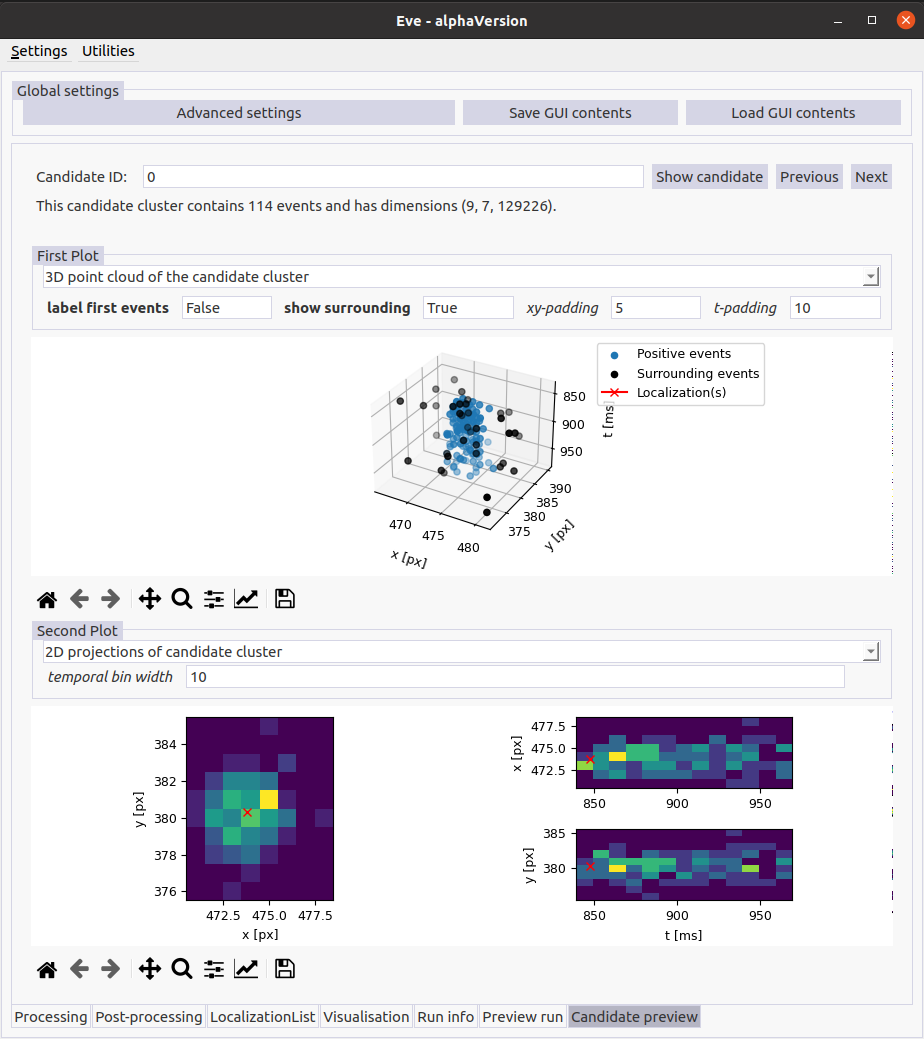 Eve - alphaVersion
Settings Utilities
Global settings
Advanced settings Save GUI contents Load GUI contents
Candidate ID: 0 Show candidate Previous Next
This candidate cluster contains 114 events and has dimensions (9, 7, 129226).
First Plot
3D point cloud of the candidate cluster
label first events False show surrounding True xy-padding 5 t-padding 10
Positive events
Surrounding events
Localization(s)
850
900
950
t [ms]
390
385
380
375
y [px]
470
475
480
x [px]
Second Plot
2D projections of candidate cluster
temporal bin width 10
384
382
380
378
376
y [px]
472.5 475.0 477.5
x [px]
477.5
475.0
472.5
x [px]
850 900 950
385
380
y [px]
850 900 950
t [ms]
Processing Post-processing LocalizationList Visualisation Run info Preview run Candidate preview